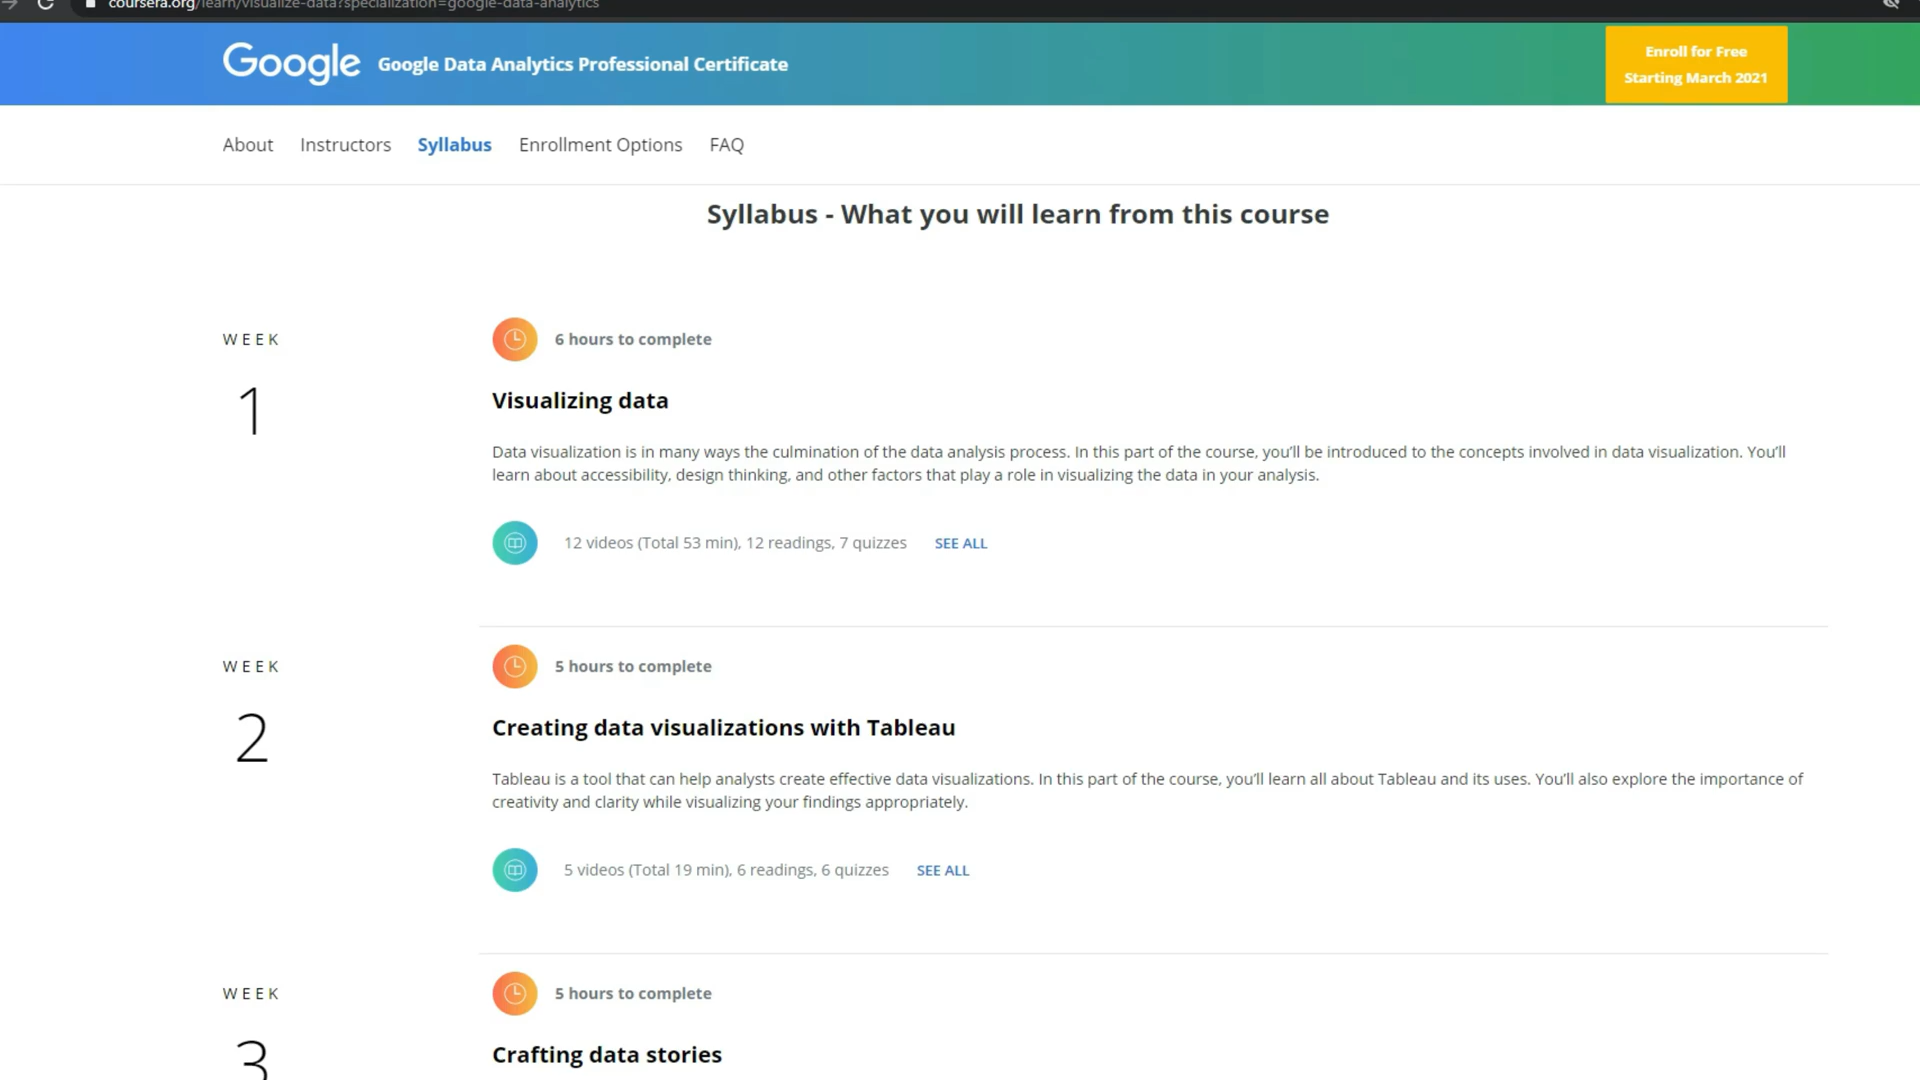 coursera.org/learn/visualize-data?specialization=google-data-analytics
Google Google Data Analytics Professional Certificate
Enroll for Free
Starting March 2021
About Instructors Syllabus Enrollment Options FAQ
Syllabus - What you will learn from this course
WEEK
1
6 hours to complete
Visualizing data
Data visualization is in many ways the culmination of the data analysis process. In this part of the course, you’ll be introduced to the concepts involved in data visualization. You’ll
learn about accessibility, design thinking, and other factors that play a role in visualizing the data in your analysis.
12 videos (Total 53 min), 12 readings, 7 quizzes SEE ALL
WEEK
2
5 hours to complete
Creating data visualizations with Tableau
Tableau is a tool that can help analysts create effective data visualizations. In this part of the course, you’ll learn all about Tableau and its uses. You’ll also explore the importance of
creativity and clarity while visualizing your findings appropriately.
5 videos (Total 19 min), 6 readings, 6 quizzes SEE ALL
WEEK
3
5 hours to complete
Crafting data stories